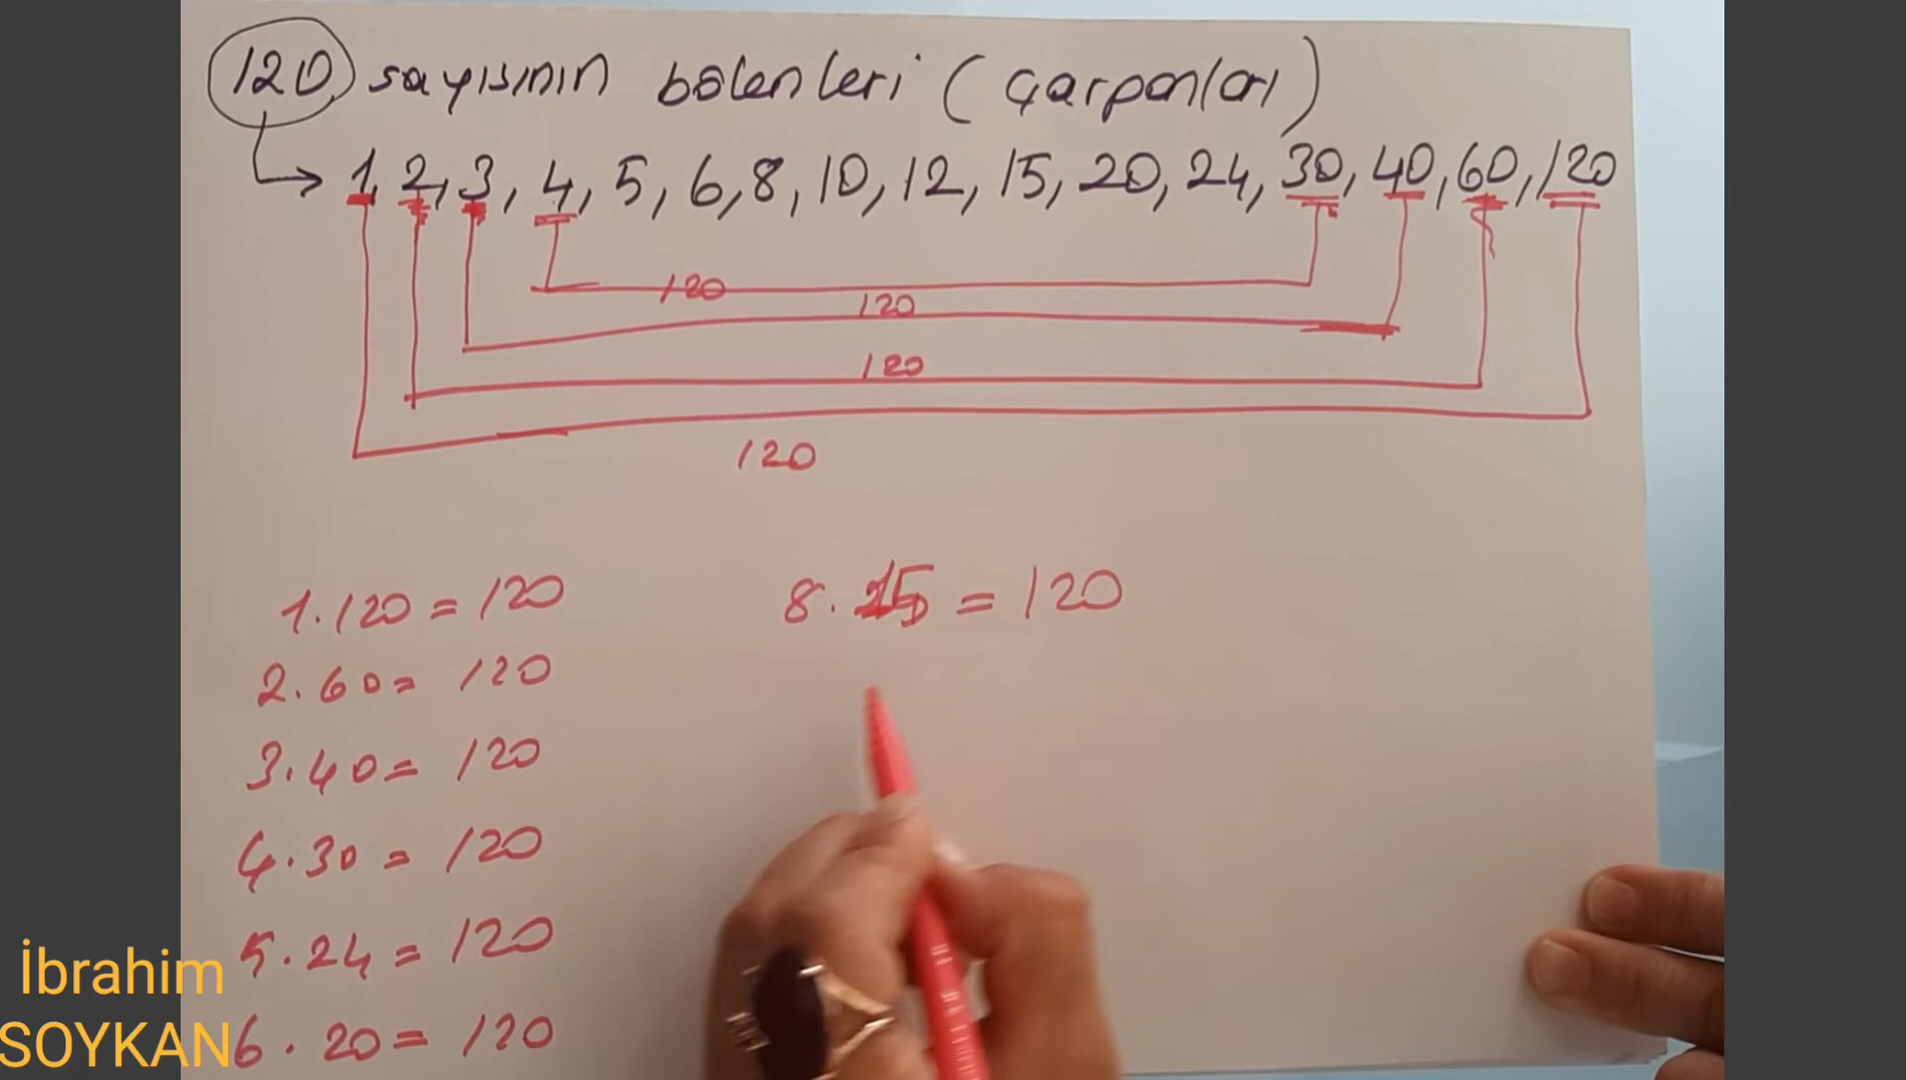 120 sayısının bölenleri (çarpanları)
1, 2, 3, 4, 5, 6, 8, 10, 12, 15, 20, 24, 30, 40, 60, 120
120
120
120
120
1.120 = 120
2.60 = 120
3.40 = 120
4.30 = 120
5.24 = 120
6.20 = 120
8.15 = 120
İbrahim
SOYKAN